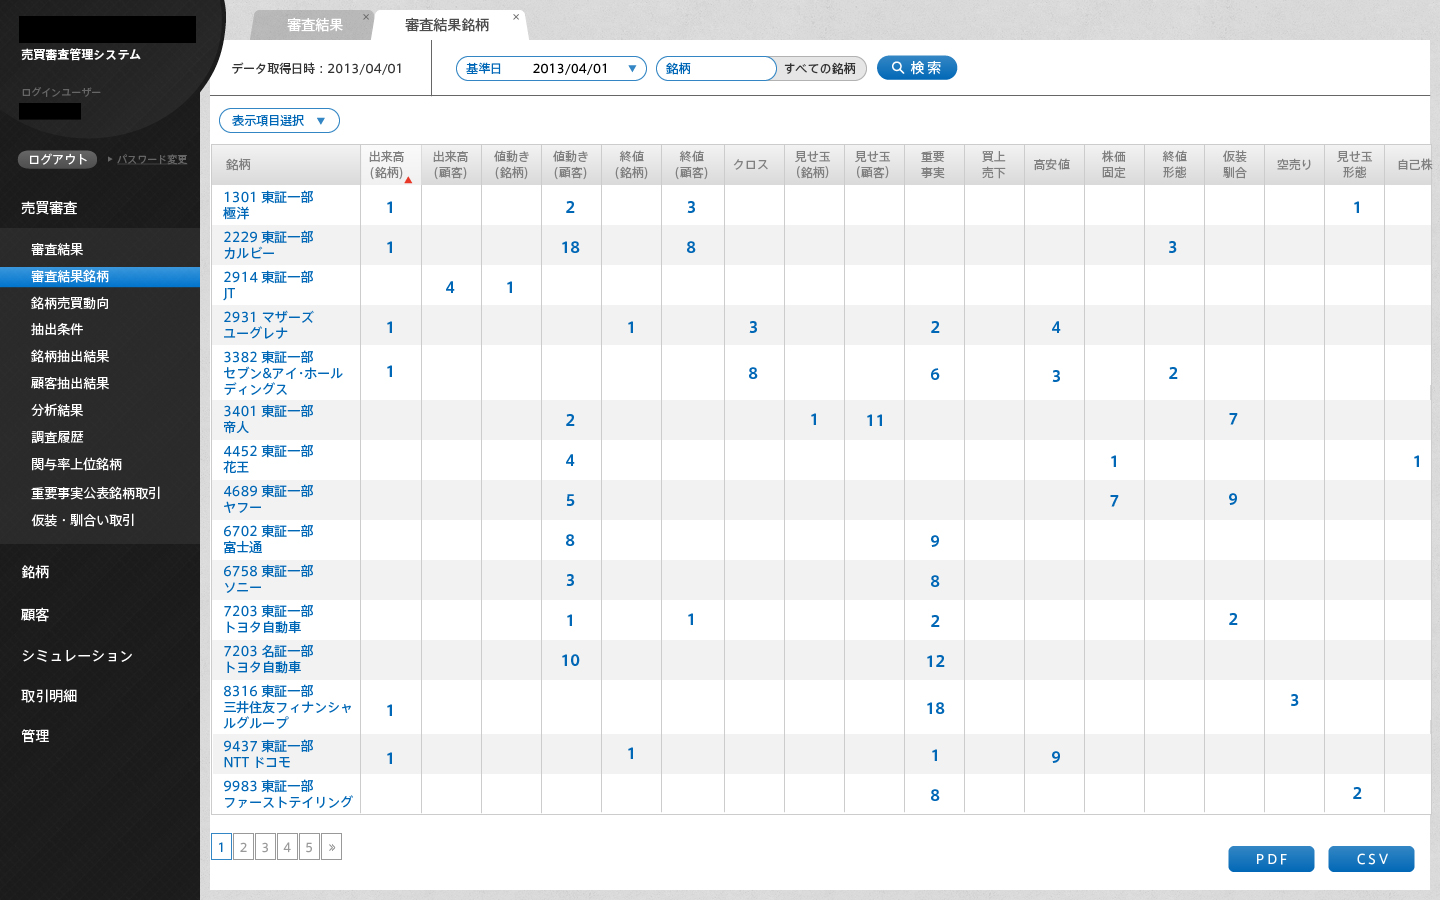 売買審査管理システム
ログインユーザー
ログアウト
パスワード変更
売買審査
審査結果
審査結果銘柄
銘柄売買動向
抽出条件
銘柄抽出結果
顧客抽出結果
分析結果
調査履歴
関与率上位銘柄
重要事実公表銘柄取引
仮装・馴合い取引
銘柄
顧客
シミュレーション
取引明細
管理
審査結果 × 審査結果銘柄 ×
データ取得日時：2013/04/01 基準日 2013/04/01 ▼ 銘柄 すべての銘柄 検索
表示項目選択 ▼
銘柄 出来高(銘柄) 出来高(顧客) 値動き(銘柄) 値動き(顧客) 終値(銘柄) 終値(顧客) クロス 見せ玉(銘柄) 見せ玉(顧客) 重要事実 買上売下 高安値 株価固定 終値形態 仮装馴合 空売り 見せ玉形態 自己株
1301 東証一部
極洋 1 2 3 1
2229 東証一部
カルビー 1 18 8 3
2914 東証一部
JT 4 1
2931 マザーズ
ユーグレナ 1 1 3 2 4
3382 東証一部
セブン&アイ・ホール
ディングス 1 8 6 3 2
3401 東証一部
帝人 2 1 11 7
4452 東証一部
花王 4 1 1
4689 東証一部
ヤフー 5 7 9
6702 東証一部
富士通 8 9
6758 東証一部
ソニー 3 8
7203 東証一部
トヨタ自動車 1 1 2 2
7203 名証一部
トヨタ自動車 10 12
8316 東証一部
三井住友フィナンシャ
ルグループ 1 18 3
9437 東証一部
NTT ドコモ 1 1 1 9
9983 東証一部
ファーストテイリング 8 2
1 2 3 4 5 »
PDF CSV